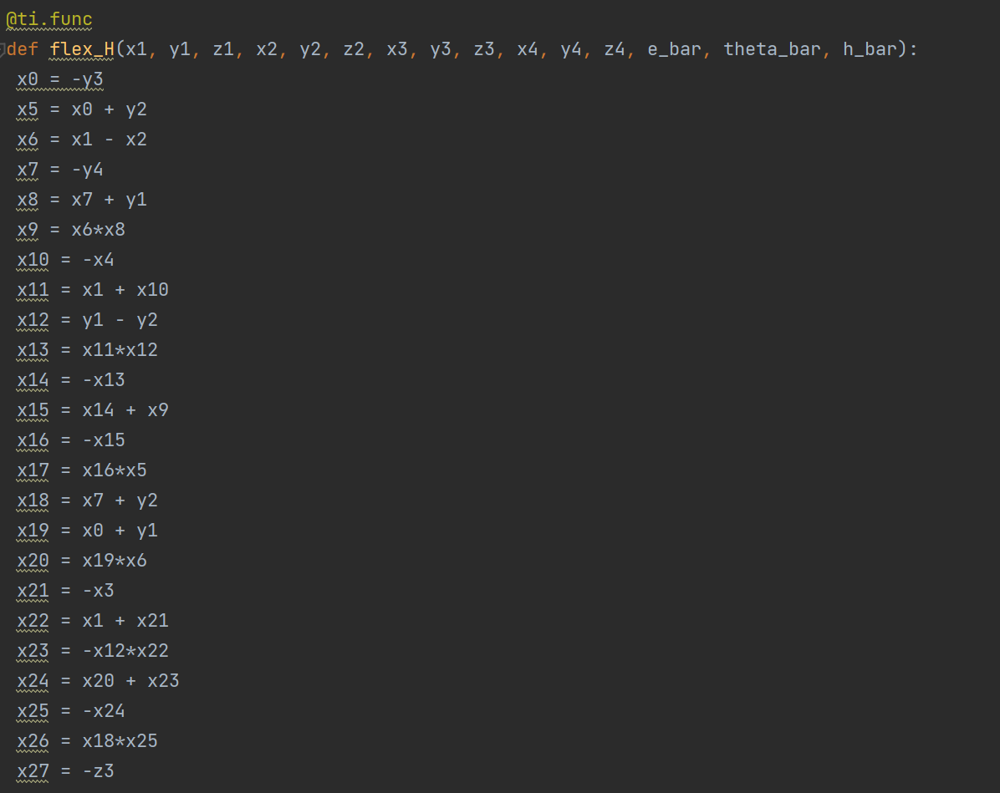 @ti.func
def flex_H(x1, y1, z1, x2, y2, z2, x3, y3, z3, x4, y4, z4, e_bar, theta_bar, h_bar):
x0 = -y3
x5 = x0 + y2
x6 = x1 - x2
x7 = -y4
x8 = x7 + y1
x9 = x6*x8
x10 = -x4
x11 = x1 + x10
x12 = y1 - y2
x13 = x11*x12
x14 = -x13
x15 = x14 + x9
x16 = -x15
x17 = x16*x5
x18 = x7 + y2
x19 = x0 + y1
x20 = x19*x6
x21 = -x3
x22 = x1 + x21
x23 = -x12*x22
x24 = x20 + x23
x25 = -x24
x26 = x18*x25
x27 = -z3